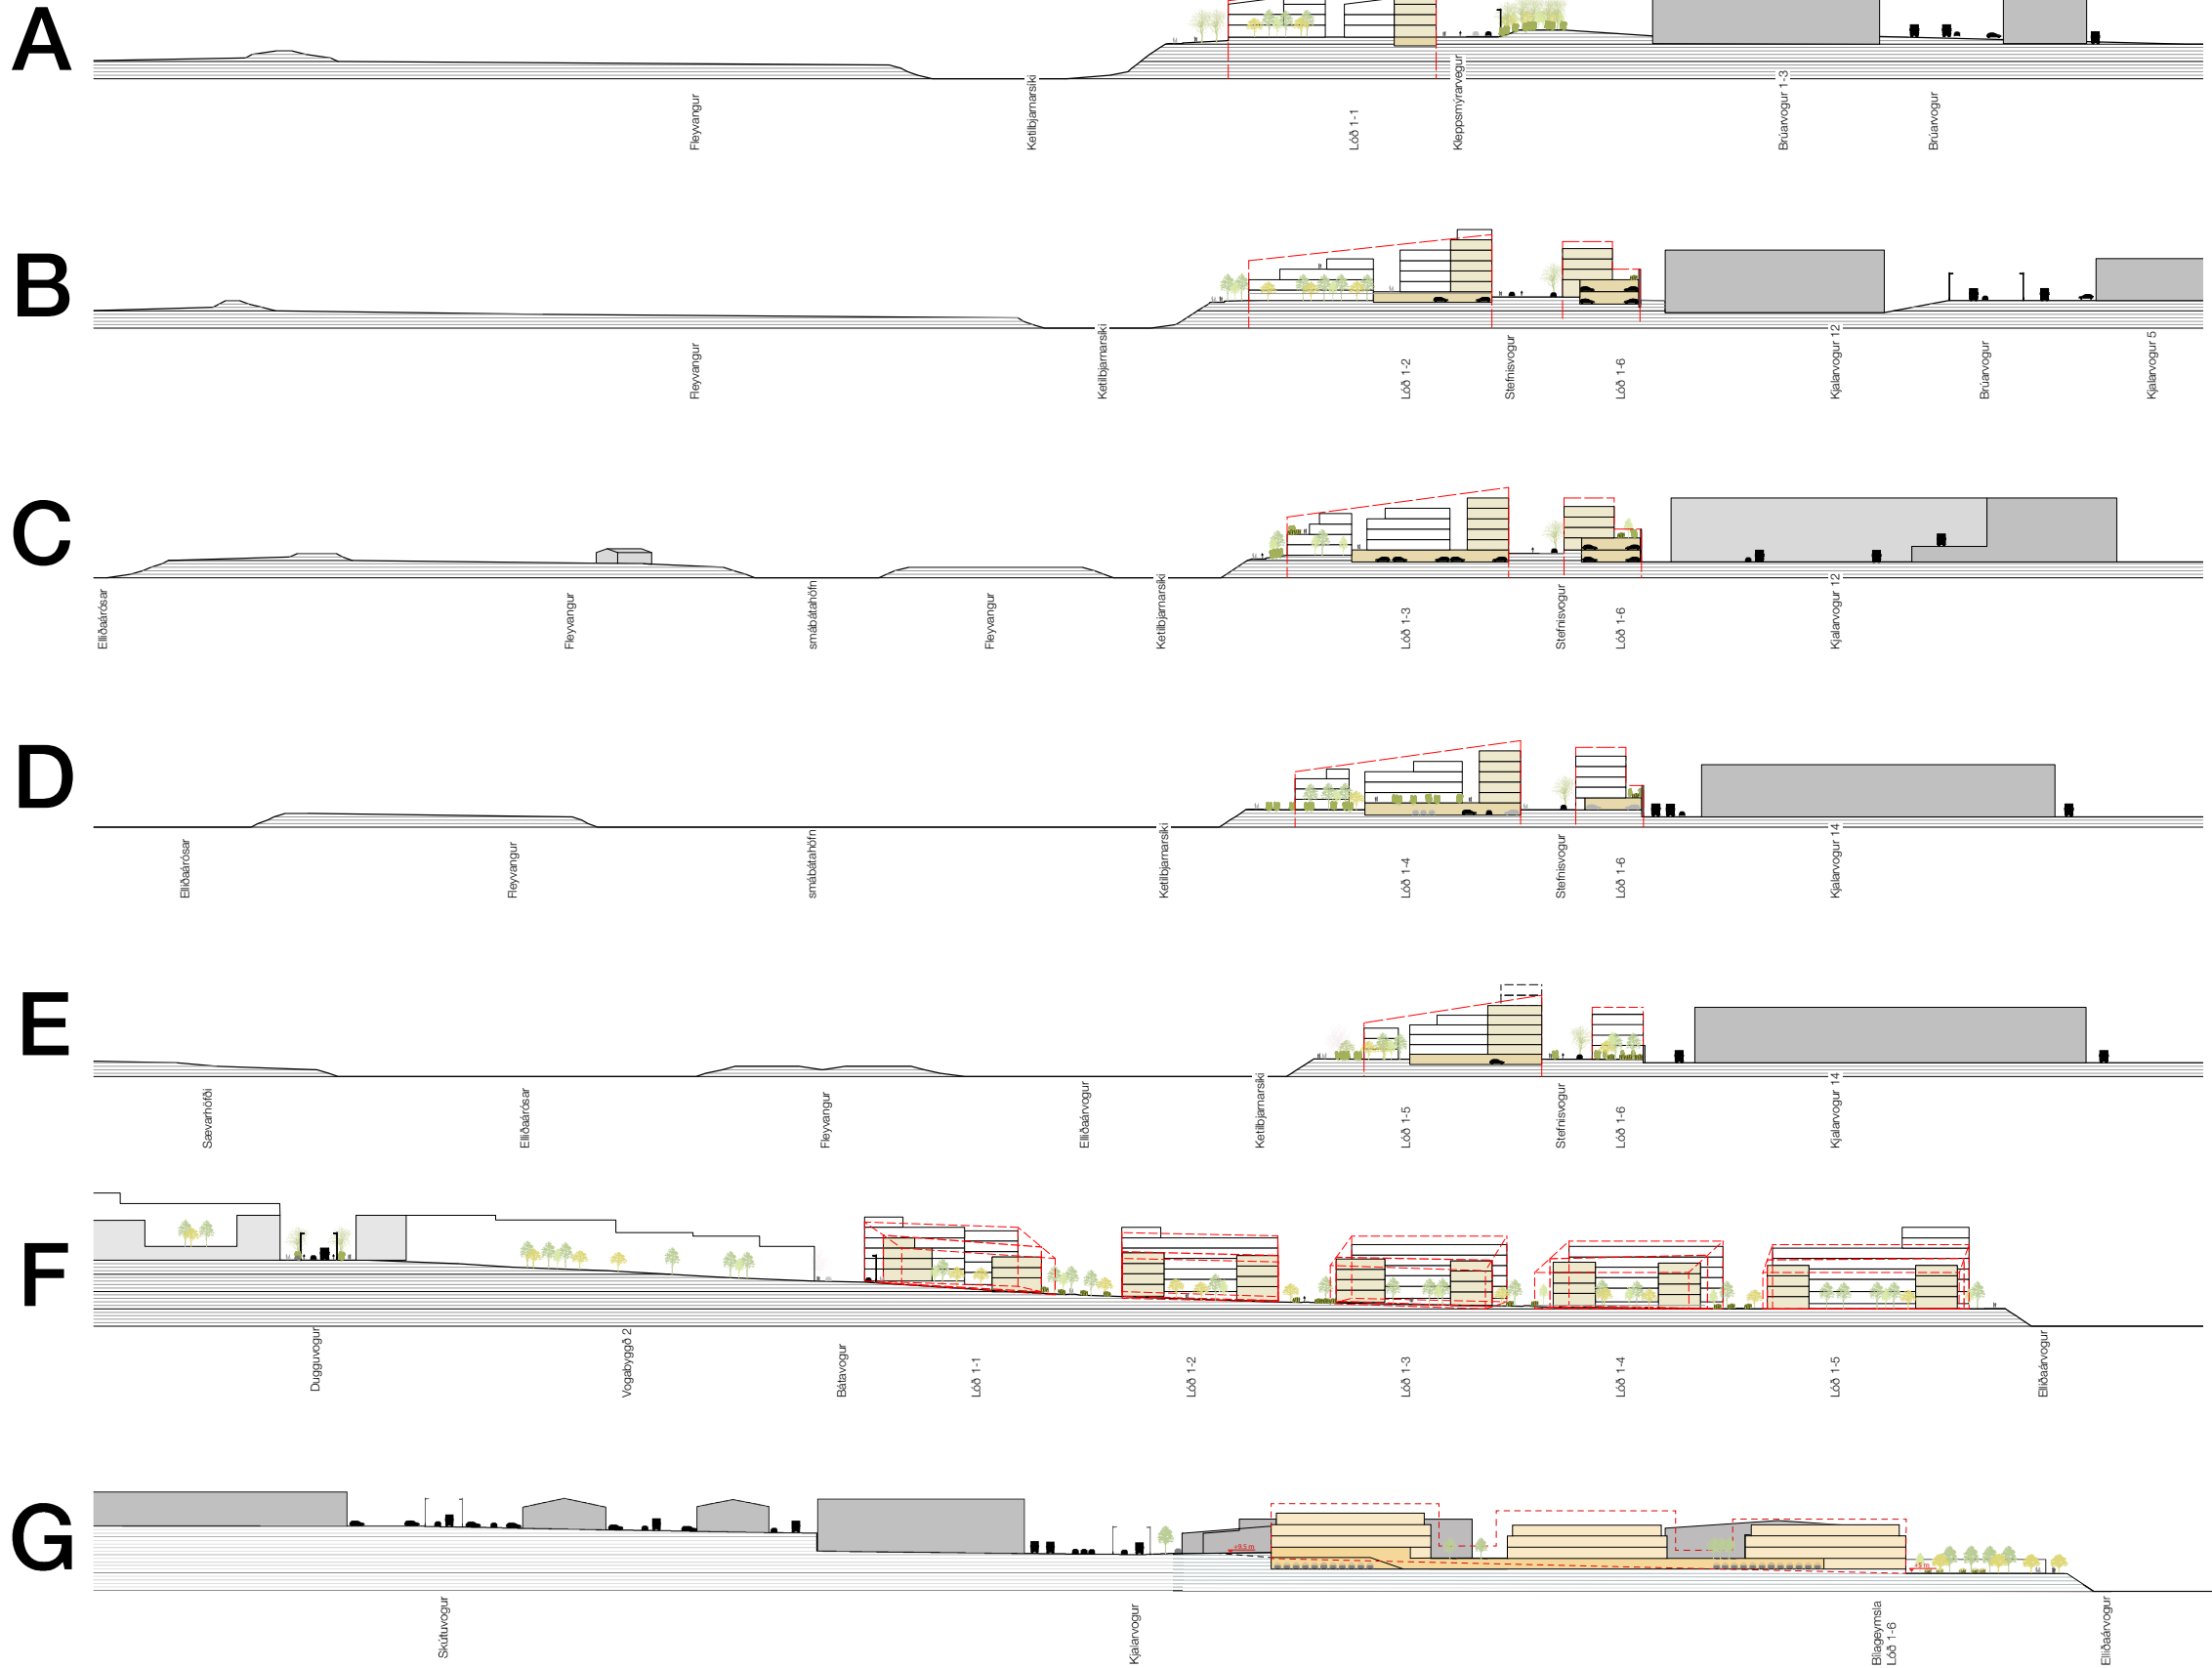 A
Fleyvangur
Ketilbjarnarsíki
Lóð 1-1
Kleppsmýrarvegur
Brúarvogur 1-3
Brúarvogur
B
Fleyvangur
Ketilbjarnarsíki
Lóð 1-2
Stefnisvogur
Lóð 1-6
Kjalarvogur 12
Brúarvogur
Kjalarvogur 5
C
Elliðaárósar
Fleyvangur
smábátahöfn
Fleyvangur
Ketilbjarnarsíki
Lóð 1-3
Stefnisvogur
Lóð 1-6
Kjalarvogur 12
D
Elliðaárósar
Fleyvangur
smábátahöfn
Ketilbjarnarsíki
Lóð 1-4
Stefnisvogur
Lóð 1-6
Kjalarvogur 14
E
Sævarhöfði
Elliðaárósar
Fleyvangur
Elliðaárvogur
Ketilbjarnarsíki
Lóð 1-5
Stefnisvogur
Lóð 1-6
Kjalarvogur 14
F
Dugguvogur
Vogabyggð 2
Bátavogur
Lóð 1-1
Lóð 1-2
Lóð 1-3
Lóð 1-4
Lóð 1-5
Elliðaárvogur
G
+9.5 m
+5 m
Skútuvogur
Kjalarvogur
Bílageymsla
Lóð 1-6
Elliðaárvogur